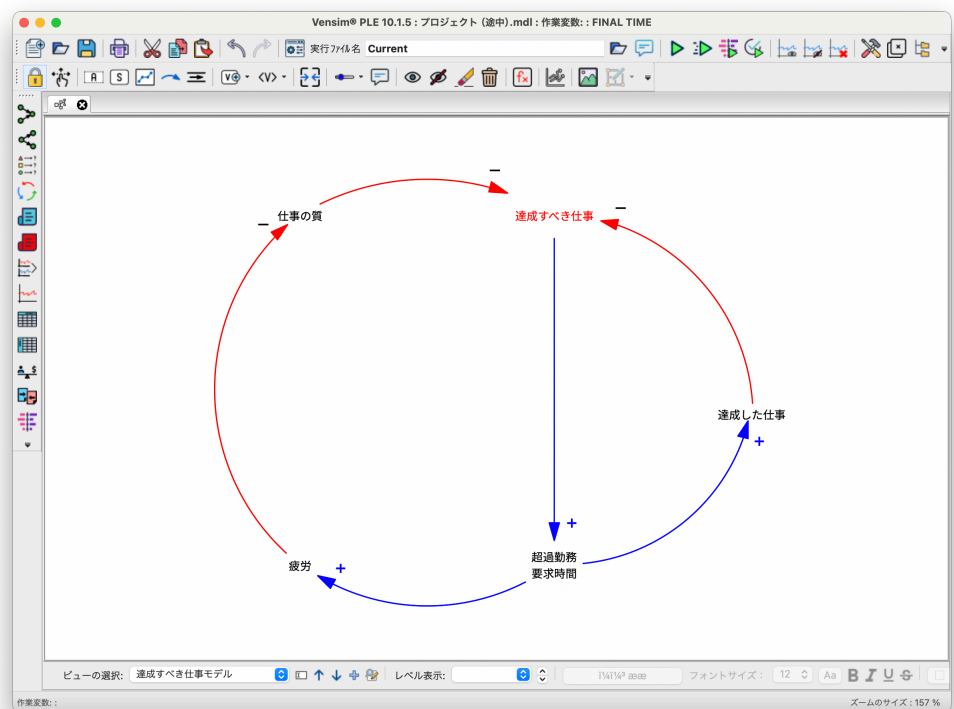 Vensim® PLE 10.1.5 : プロジェクト (途中).mdl : 作業変数: : FINAL TIME
実行ファイル名 Current
仕事の質
達成すべき仕事
達成した仕事
超過勤務
要求時間
疲労
ビューの選択: 達成すべき仕事モデル
レベル表示:
フォントサイズ: 12 Aa B I U S
作業変数: :
ズームのサイズ : 157 %